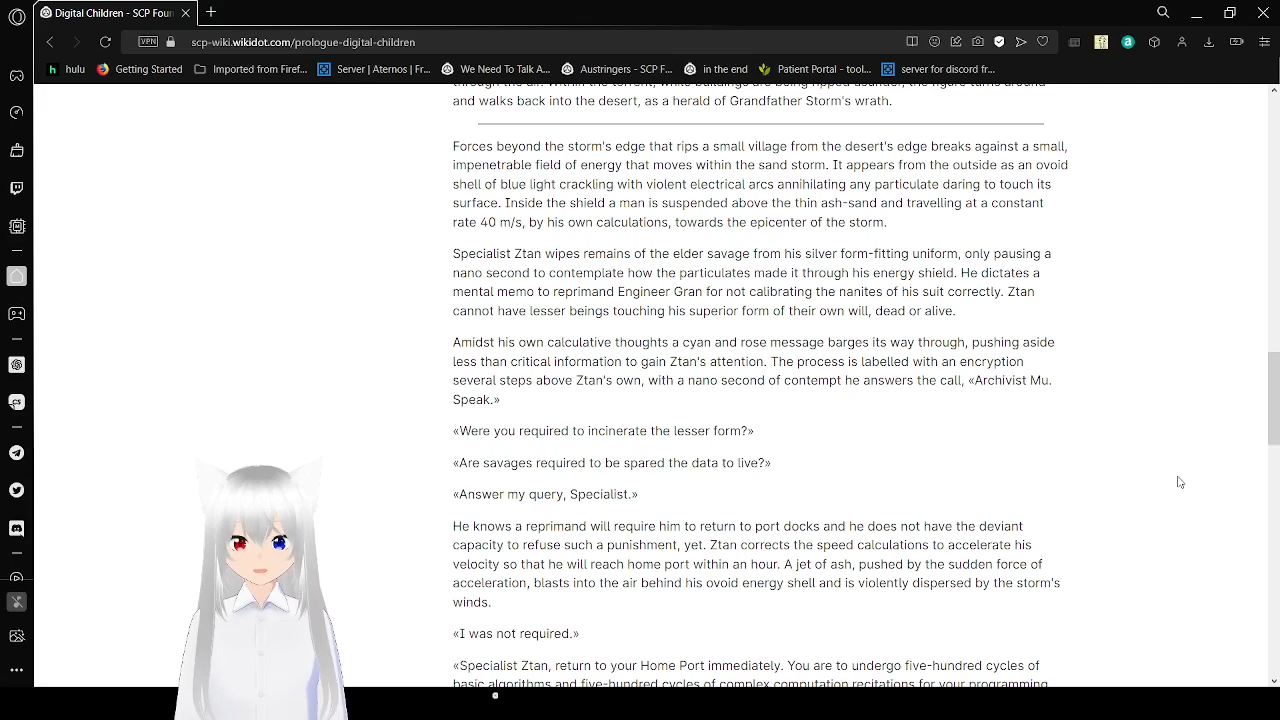 Digital Children - SCP Foun
scp-wiki.wikidot.com/prologue-digital-children
VPN
hulu
Getting Started
Imported from Firef...
Server | Aternos | Fr...
We Need To Talk A...
Austringers - SCP F...
in the end
Patient Portal - tool...
server for discord fr...
and walks back into the desert, as a herald of Grandfather Storm's wrath.
Forces beyond the storm's edge that rips a small village from the desert's edge breaks against a small,
impenetrable field of energy that moves within the sand storm. It appears from the outside as an ovoid
shell of blue light crackling with violent electrical arcs annihilating any particulate daring to touch its
surface. Inside the shield a man is suspended above the thin ash-sand and travelling at a constant
rate 40 m/s, by his own calculations, towards the epicenter of the storm.
Specialist Ztan wipes remains of the elder savage from his silver form-fitting uniform, only pausing a
nano second to contemplate how the particulates made it through his energy shield. He dictates a
mental memo to reprimand Engineer Gran for not calibrating the nanites of his suit correctly. Ztan
cannot have lesser beings touching his superior form of their own will, dead or alive.
Amidst his own calculative thoughts a cyan and rose message barges its way through, pushing aside
less than critical information to gain Ztan's attention. The process is labelled with an encryption
several steps above Ztan's own, with a nano second of contempt he answers the call, «Archivist Mu.
Speak.»
«Were you required to incinerate the lesser form?»
«Are savages required to be spared the data to live?»
«Answer my query, Specialist.»
He knows a reprimand will require him to return to port docks and he does not have the deviant
capacity to refuse such a punishment, yet. Ztan corrects the speed calculations to accelerate his
velocity so that he will reach home port within an hour. A jet of ash, pushed by the sudden force of
acceleration, blasts into the air behind his ovoid energy shell and is violently dispersed by the storm's
winds.
«I was not required.»
«Specialist Ztan, return to your Home Port immediately. You are to undergo five-hundred cycles of
basic algorithms and five-hundred cycles of complex computation recitations for your programming